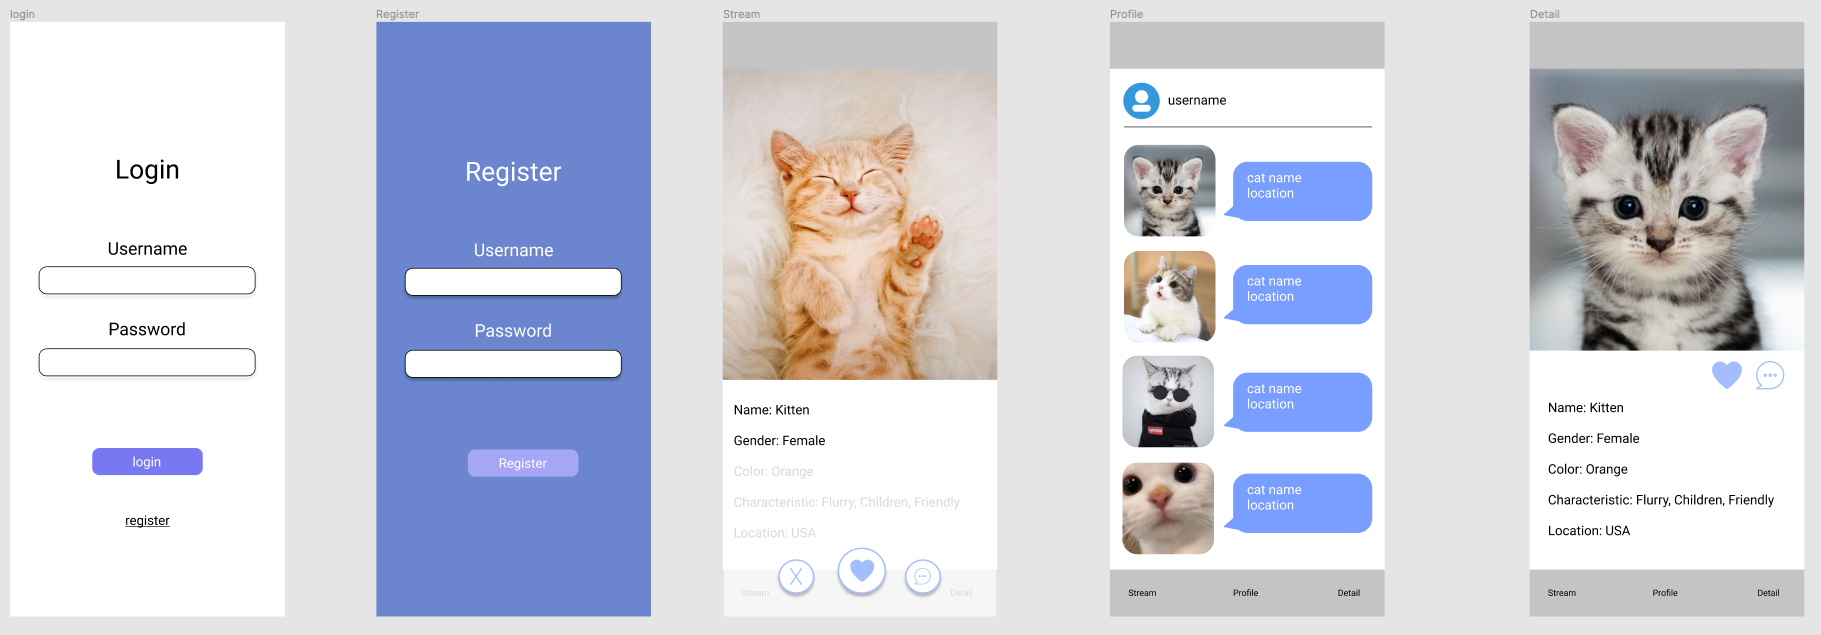 login
Login
Username
Password
login
register
Register
Register
Username
Password
Register
Stream
Name: Kitten
Gender: Female
Color: Orange
Characteristic: Flurry, Children, Friendly
Location: USA
X
Stream
Detail
Profile
username
cat name
location
cat name
location
cat name
location
cat name
location
Stream Profile Detail
Detail
Name: Kitten
Gender: Female
Color: Orange
Characteristic: Flurry, Children, Friendly
Location: USA
Stream Profile Detail